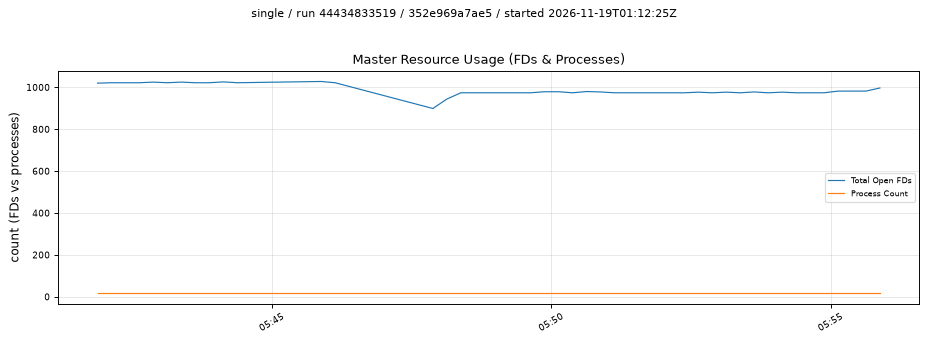 single / run 44434833519 / 352e969a7ae5 / started 2026-11-19T01:12:25Z
Master Resource Usage (FDs & Processes)
count (FDs vs processes)
1000
800
600
400
200
0
Total Open FDs
Process Count
05:45
05:50
05:55